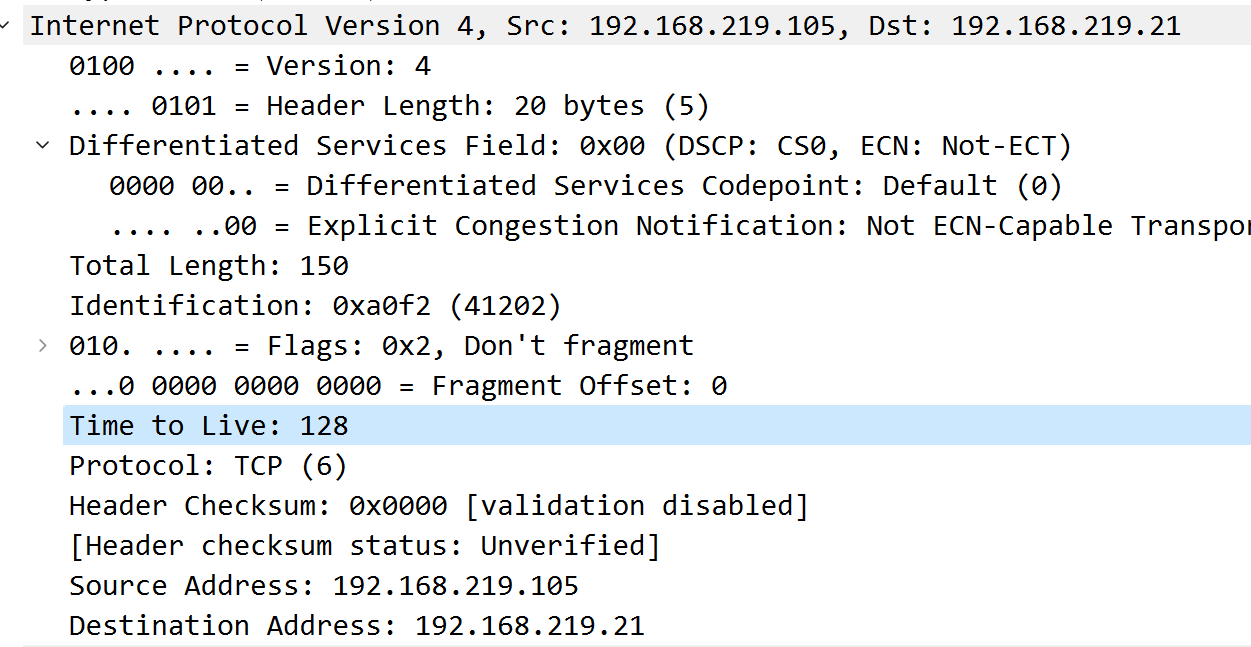 Internet Protocol Version 4, Src: 192.168.219.105, Dst: 192.168.219.21
0100 .... = Version: 4
.... 0101 = Header Length: 20 bytes (5)
Differentiated Services Field: 0x00 (DSCP: CS0, ECN: Not-ECT)
0000 00.. = Differentiated Services Codepoint: Default (0)
.... ..00 = Explicit Congestion Notification: Not ECN-Capable Transpor
Total Length: 150
Identification: 0xa0f2 (41202)
010. .... = Flags: 0x2, Don't fragment
...0 0000 0000 0000 = Fragment Offset: 0
Time to Live: 128
Protocol: TCP (6)
Header Checksum: 0x0000 [validation disabled]
[Header checksum status: Unverified]
Source Address: 192.168.219.105
Destination Address: 192.168.219.21